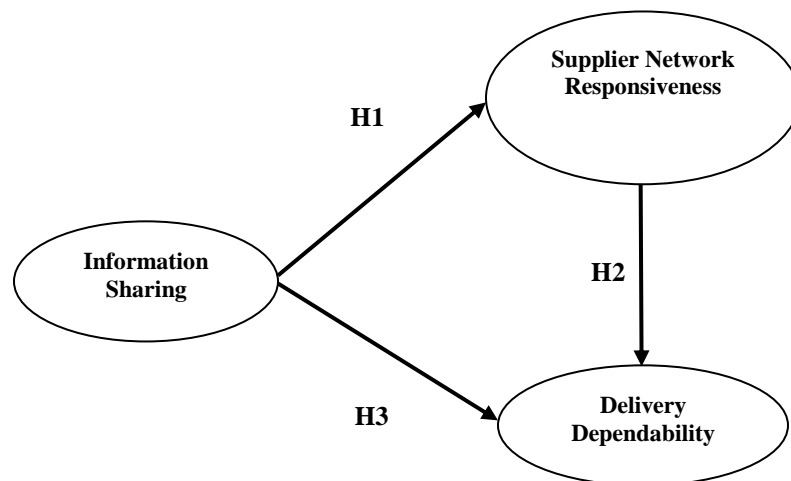 Supplier Network
Responsiveness
H1
Information
Sharing
H2
H3
Delivery
Dependability